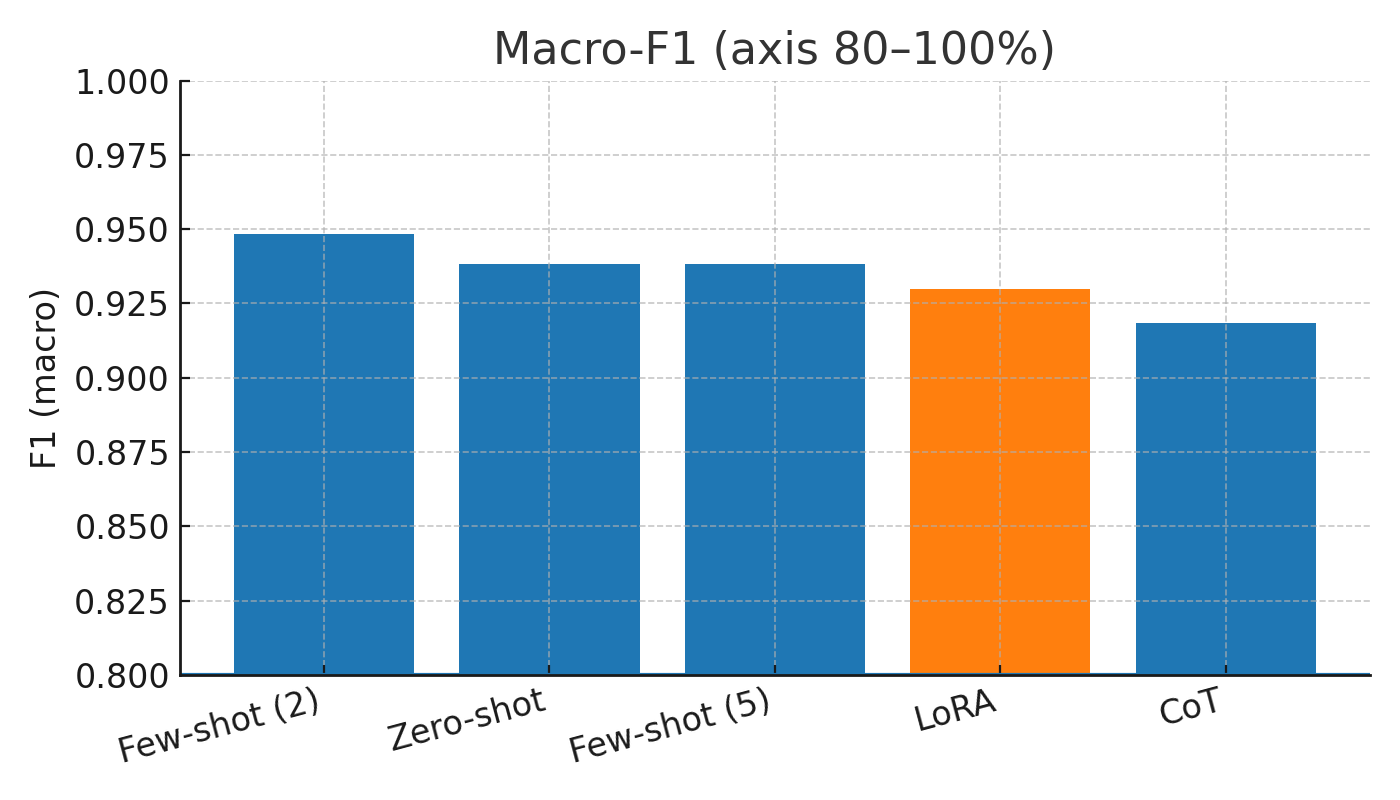 Macro-F1 (axis 80–100%)
F1 (macro)
1.000
0.975
0.950
0.925
0.900
0.875
0.850
0.825
0.800
Few-shot (2)
Zero-shot
Few-shot (5)
LoRA
CoT